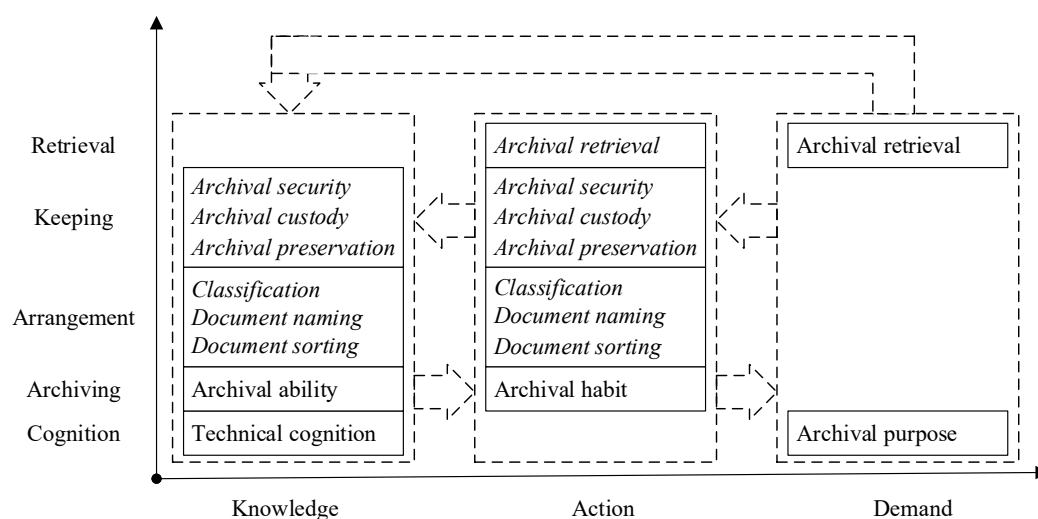 Retrieval
Archival retrieval
Archival retrieval
Keeping
Archival security
Archival custody
Archival preservation
Archival security
Archival custody
Archival preservation
Arrangement
Classification
Document naming
Document sorting
Classification
Document naming
Document sorting
Archiving
Archival ability
Archival habit
Cognition
Technical cognition
Archival purpose
Knowledge
Action
Demand